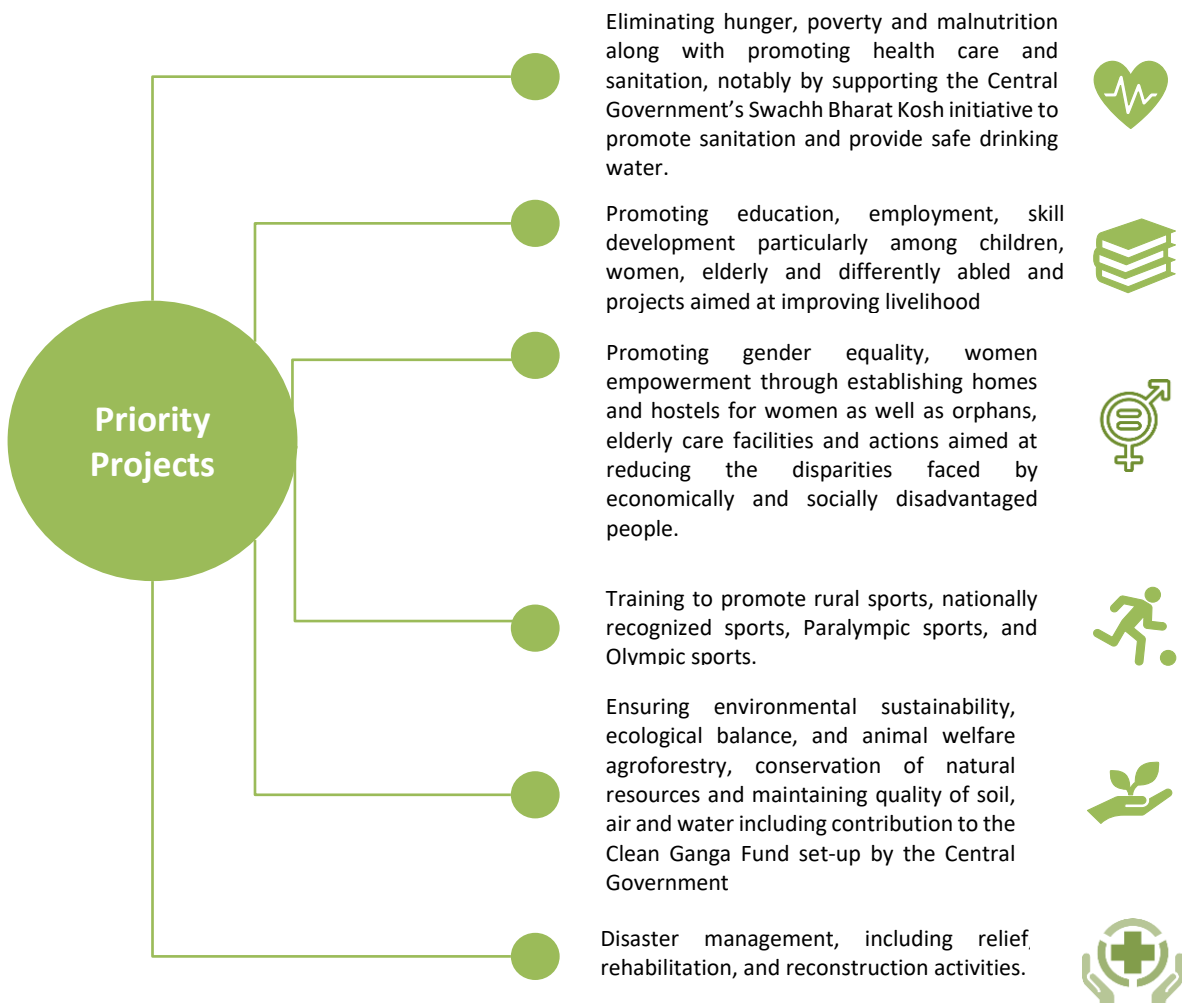 Eliminating hunger, poverty and malnutrition
along with promoting health care and
sanitation, notably by supporting the Central
Government’s Swachh Bharat Kosh initiative to
promote sanitation and provide safe drinking
water.
Promoting education, employment, skill
development particularly among children,
women, elderly and differently abled and
projects aimed at improving livelihood
Promoting gender equality, women
empowerment through establishing homes
and hostels for women as well as orphans,
elderly care facilities and actions aimed at
reducing the disparities faced by
economically and socially disadvantaged
people.
Priority
Projects
Training to promote rural sports, nationally
recognized sports, Paralympic sports, and
Olympic sports.
Ensuring environmental sustainability,
ecological balance, and animal welfare
agroforestry, conservation of natural
resources and maintaining quality of soil,
air and water including contribution to the
Clean Ganga Fund set-up by the Central
Government
Disaster management, including relief,
rehabilitation, and reconstruction activities.